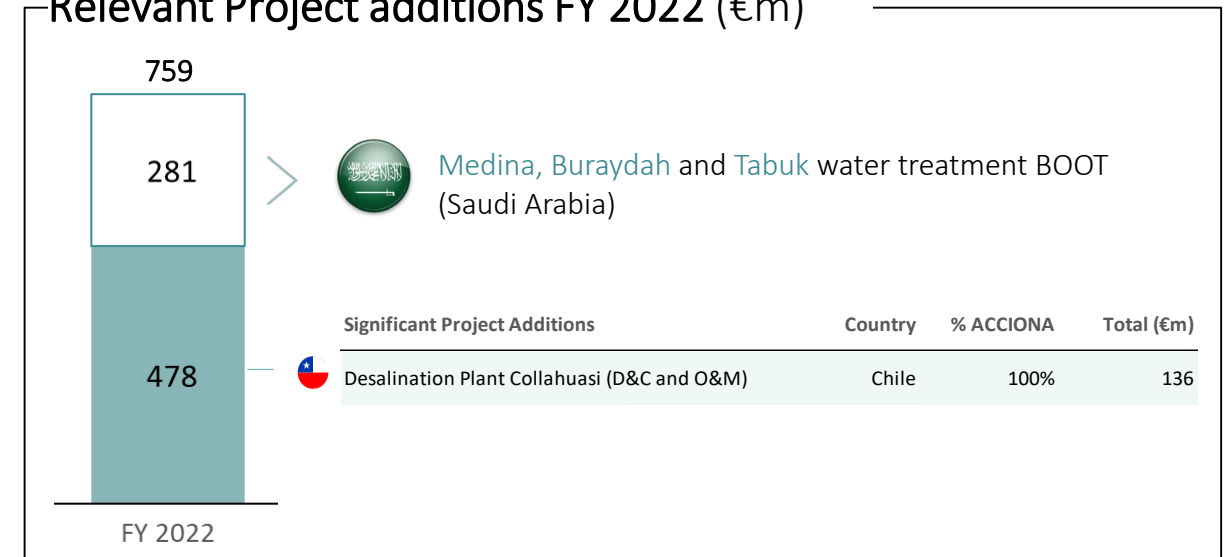 Relevant Project additions FY 2022 (€m)
759
281
Medina, Buraydah and Tabuk water treatment BOOT
(Saudi Arabia)
Significant Project Additions Country % ACCIONA Total (€m)
478
Desalination Plant Collahuasi (D&C and O&M) Chile 100% 136
FY 2022